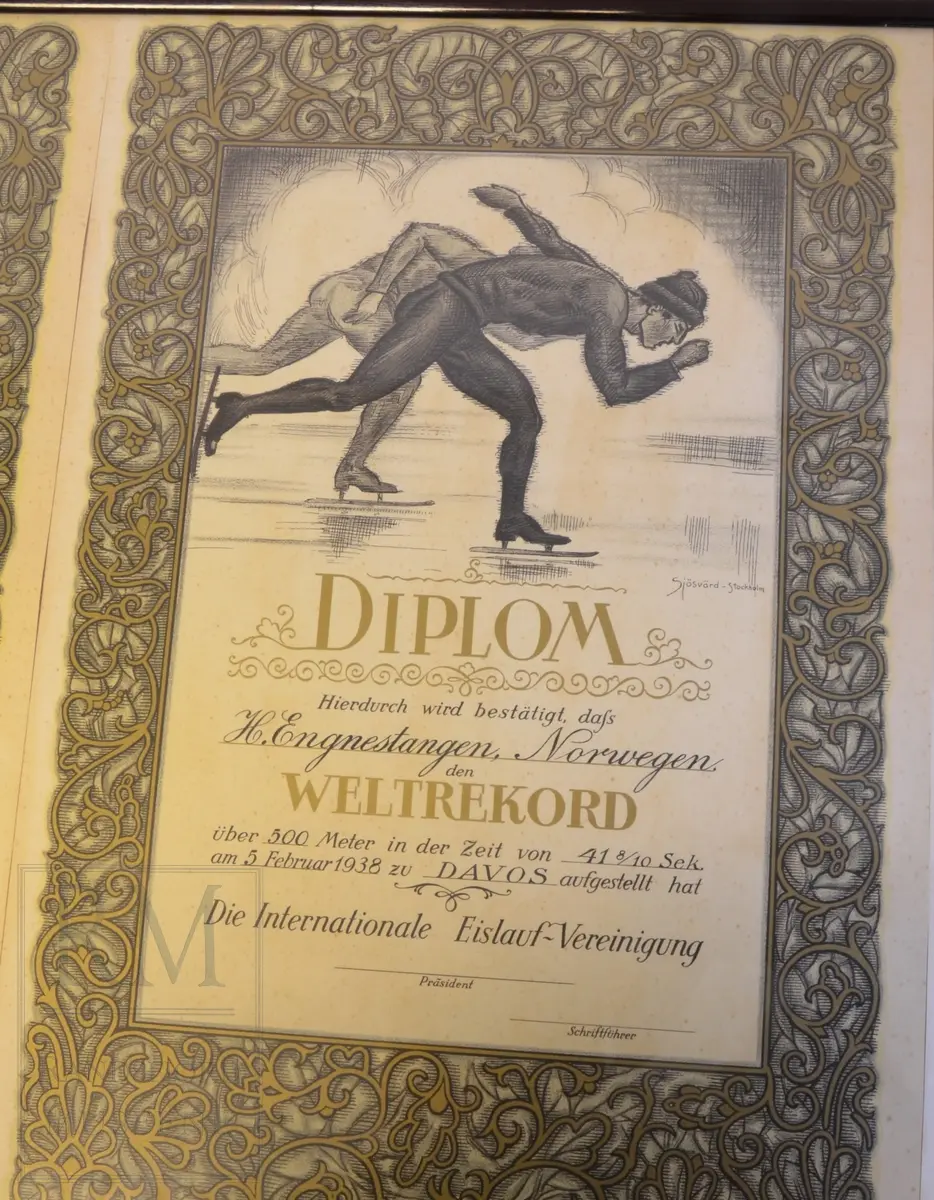 Sjösvärd - Stockholm
DIPLOM
Hierdurch wird bestätigt, daſs
H. Engnestangen, Norwegen,
den
WELTREKORD
über 500 Meter in der Zeit von 41 8/10 Sek.
am 5 Februar 1938 zu DAVOS aufgestellt hat
Die Internationale Eislauf-Vereinigung
Präsident
Schriftführer
M